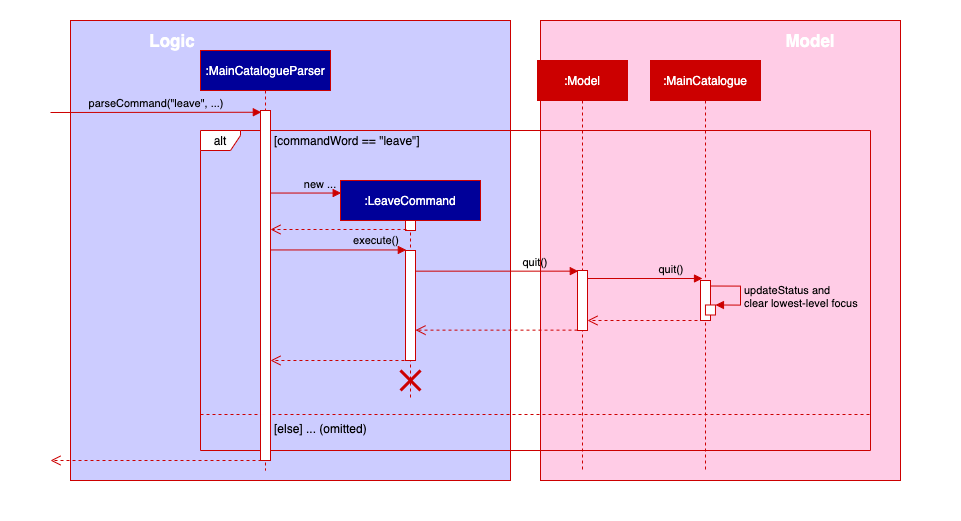 Logic
Model
:MainCatalogueParser
:Model
:MainCatalogue
parseCommand("leave", ...)
alt
[commandWord == "leave"]
new ...
:LeaveCommand
execute()
quit()
quit()
updateStatus and
clear lowest-level focus
[else] ... (omitted)